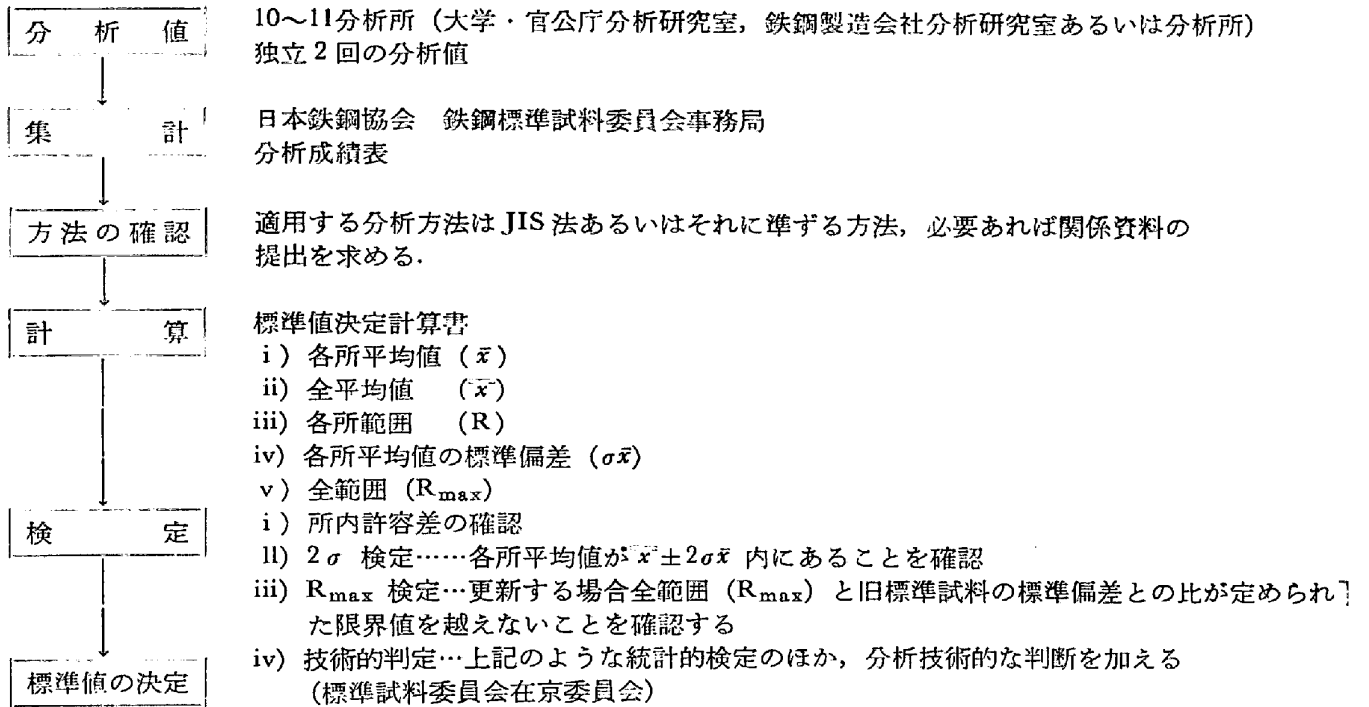 分析値
10～11分析所（大学・官公庁分析研究室，鉄鋼製造会社分析研究室あるいは分析所）
独立2回の分析値
集計
日本鉄鋼協会　鉄鋼標準試料委員会事務局
分析成績表
方法の確認
適用する分析方法はJIS法あるいはそれに準ずる方法，必要あれば関係資料の
提出を求める．
計算
標準値決定計算書
i）各所平均値（x̄）
ii）全平均値　（x̿）
iii）各所範囲　（R）
iv）各所平均値の標準偏差（σx̄）
v）全範囲（Rmax）
検定
i）所内許容差の確認
ii）2σ 検定……各所平均値が x̿±2σx̄ 内にあることを確認
iii）Rmax 検定…更新する場合全範囲（Rmax）と旧標準試料の標準偏差との比が定められ
た限界値を越えないことを確認する
iv）技術的判定…上記のような統計的検定のほか，分析技術的な判断を加える
（標準試料委員会在京委員会）
標準値の決定